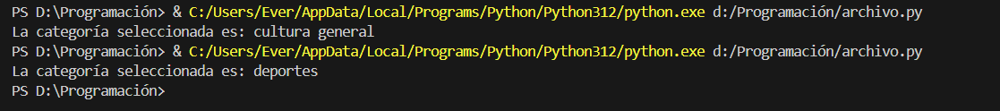 PS D:\Programación> & C:/Users/Ever/AppData/Local/Programs/Python/Python312/python.exe d:/Programación/archivo.py
La categoría seleccionada es: cultura general
PS D:\Programación> & C:/Users/Ever/AppData/Local/Programs/Python/Python312/python.exe d:/Programación/archivo.py
La categoría seleccionada es: deportes
PS D:\Programación>